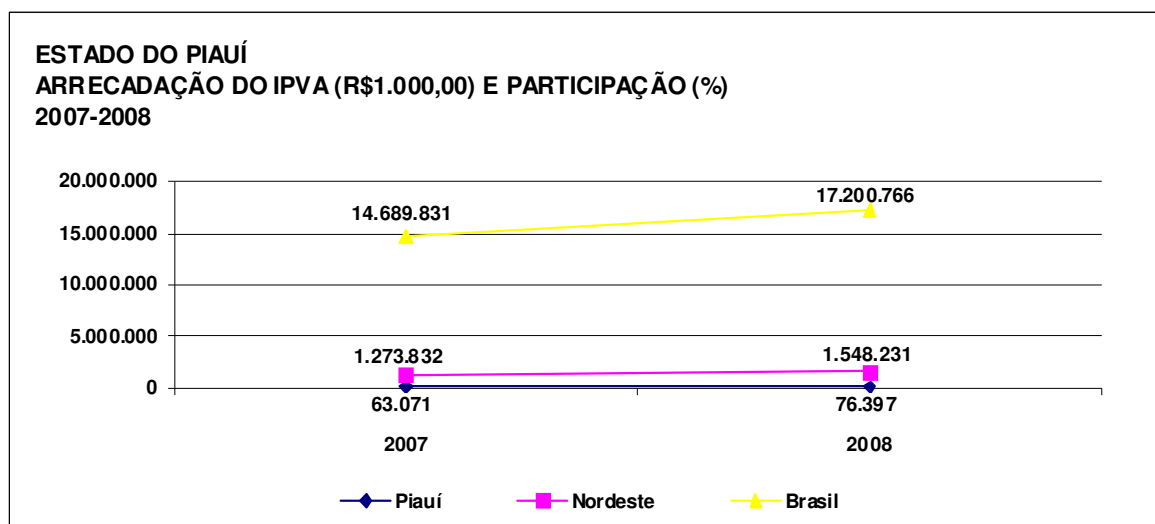 ESTADO DO PIAUÍ
ARRECADAÇÃO DO IPVA (R$1.000,00) E PARTICIPAÇÃO (%)
2007-2008
20.000.000
15.000.000
10.000.000
5.000.000
0
14.689.831
17.200.766
1.273.832
1.548.231
63.071
76.397
2007
2008
Piauí
Nordeste
Brasil